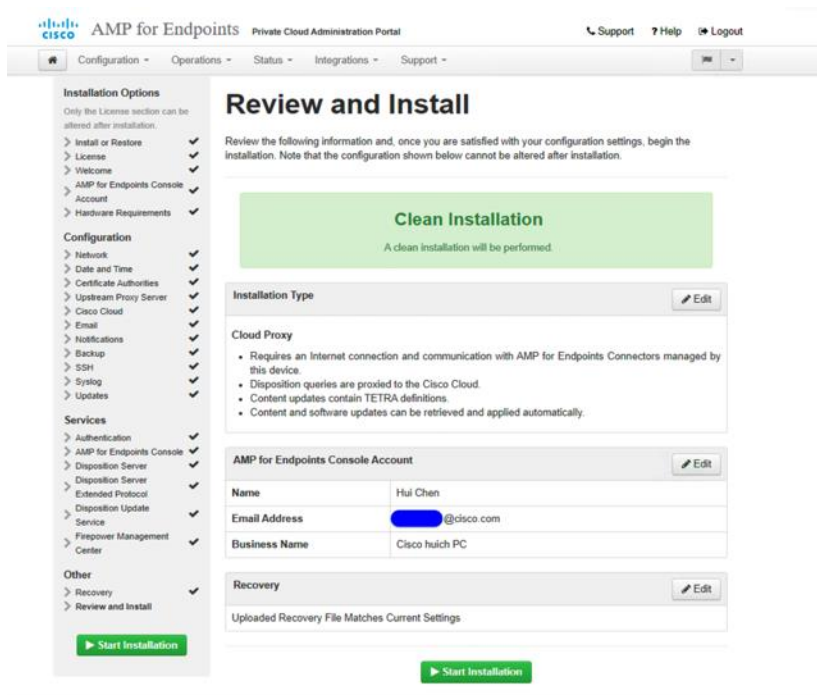 CISCO
AMP for Endpoints Private Cloud Administration Portal
Support
? Help
Logout
Configuration
Operations
Status
Integrations
Support
Installation Options
Only the License section can be
altered after installation.
Install or Restore
License
Welcome
AMP for Endpoints Console
Account
Hardware Requirements
Configuration
Network
Date and Time
Certificate Authorities
Upstream Proxy Server
Cisco Cloud
Email
Notifications
Backup
SSH
Syslog
Updates
Services
Authentication
AMP for Endpoints Console
Disposition Server
Disposition Server
Extended Protocol
Disposition Update
Service
Firepower Management
Center
Other
Recovery
Review and Install
Start Installation
Review and Install
Review the following information and, once you are satisfied with your configuration settings, begin the
installation. Note that the configuration shown below cannot be altered after installation.
Clean Installation
A clean installation will be performed.
Installation Type
Edit
Cloud Proxy
• Requires an Internet connection and communication with AMP for Endpoints Connectors managed by
this device.
• Disposition queries are proxied to the Cisco Cloud.
• Content updates contain TETRA definitions.
• Content and software updates can be retrieved and applied automatically.
AMP for Endpoints Console Account
Edit
Name Hui Chen
Email Address @cisco.com
Business Name Cisco huich PC
Recovery
Edit
Uploaded Recovery File Matches Current Settings
Start Installation